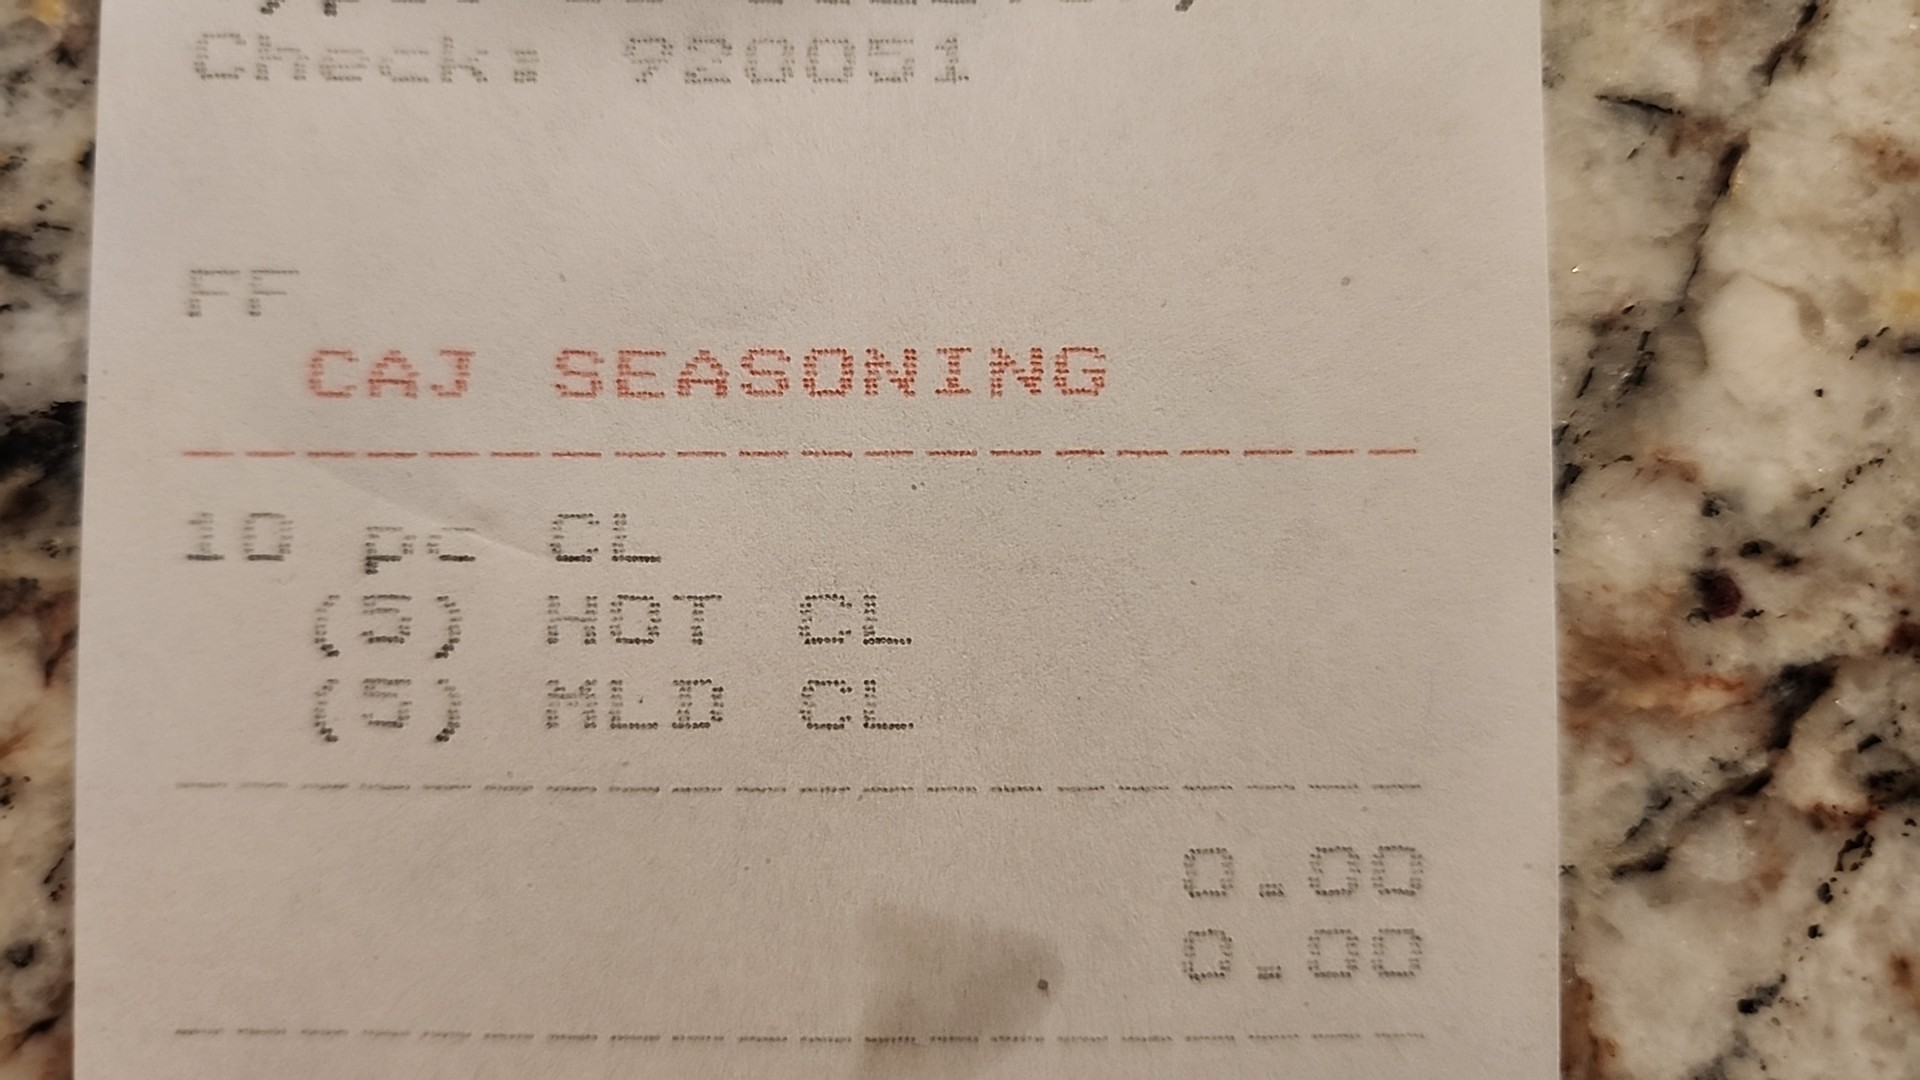 Check: 920051
FF
CAJ SEASONING
--------------------
10 pc CL
(5) HOT CL
(5) MLD CL
--------------------
0.00
0.00
--------------------